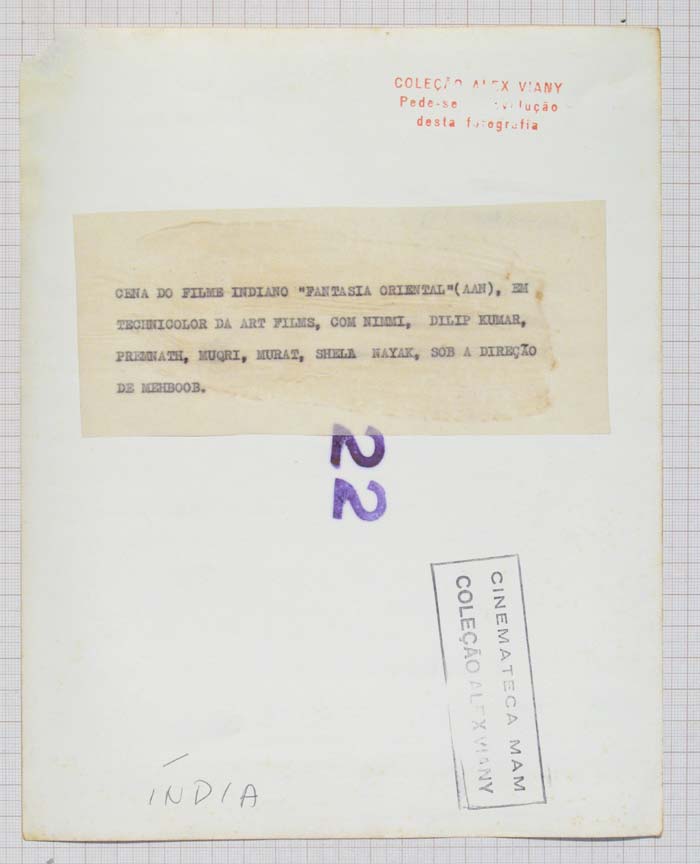 COLEÇÃO ALEX VIANY
Pede-se devolução
desta fotografia
CENA DO FILME INDIANO "FANTASIA ORIENTAL"(AAN), EM
TECHNICOLOR DA ART FILMS, COM NIMMI, DILIP KUMAR,
PREMNATH, MUQRI, MURAT, SHELA NAYAK, SOB A DIREÇÃO
DE MEHBOOB.
22
CINEMATECA MAM
COLEÇÃO ALEX VIANY
ÍNDIA